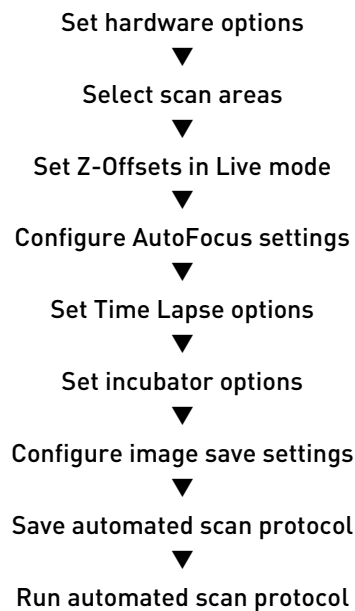 Set hardware options
▼
Select scan areas
▼
Set Z-Offsets in Live mode
▼
Configure AutoFocus settings
▼
Set Time Lapse options
▼
Set incubator options
▼
Configure image save settings
▼
Save automated scan protocol
▼
Run automated scan protocol